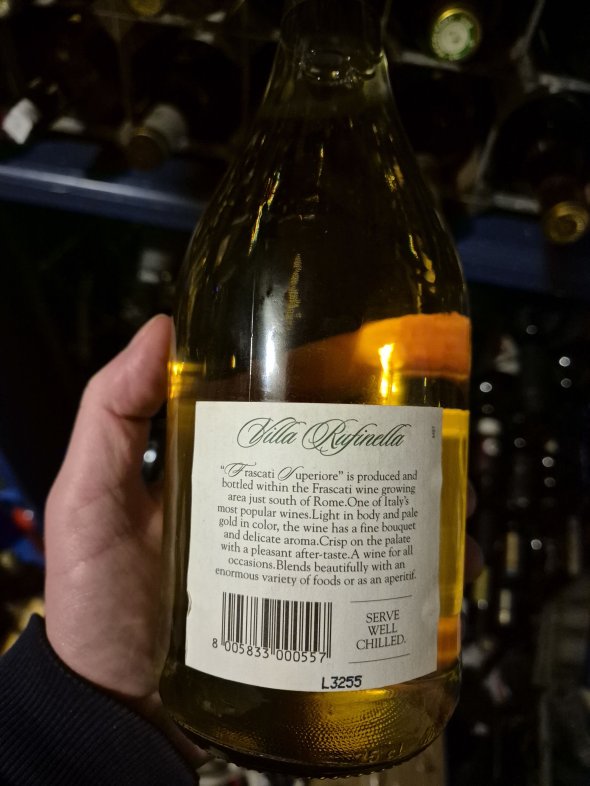 Villa Rufinella
"Frascati Superiore" is produced and
bottled within the Frascati wine growing
area just south of Rome.One of Italy's
most popular wines.Light in body and pale
gold in color, the wine has a fine bouquet
and delicate aroma.Crisp on the palate
with a pleasant after-taste.A wine for all
occasions.Blends beautifully with an
enormous variety of foods or as an aperitif.
SERVE
WELL
CHILLED.
8 005833 000557
L3255
75 cl